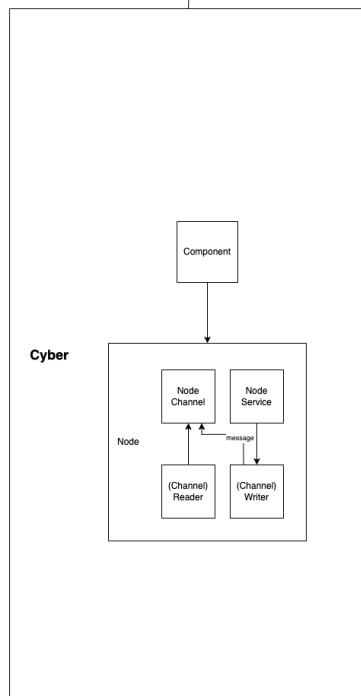 Component
Cyber
Node
Channel
Node
Service
message
Node
(Channel)
Reader
(Channel)
Writer